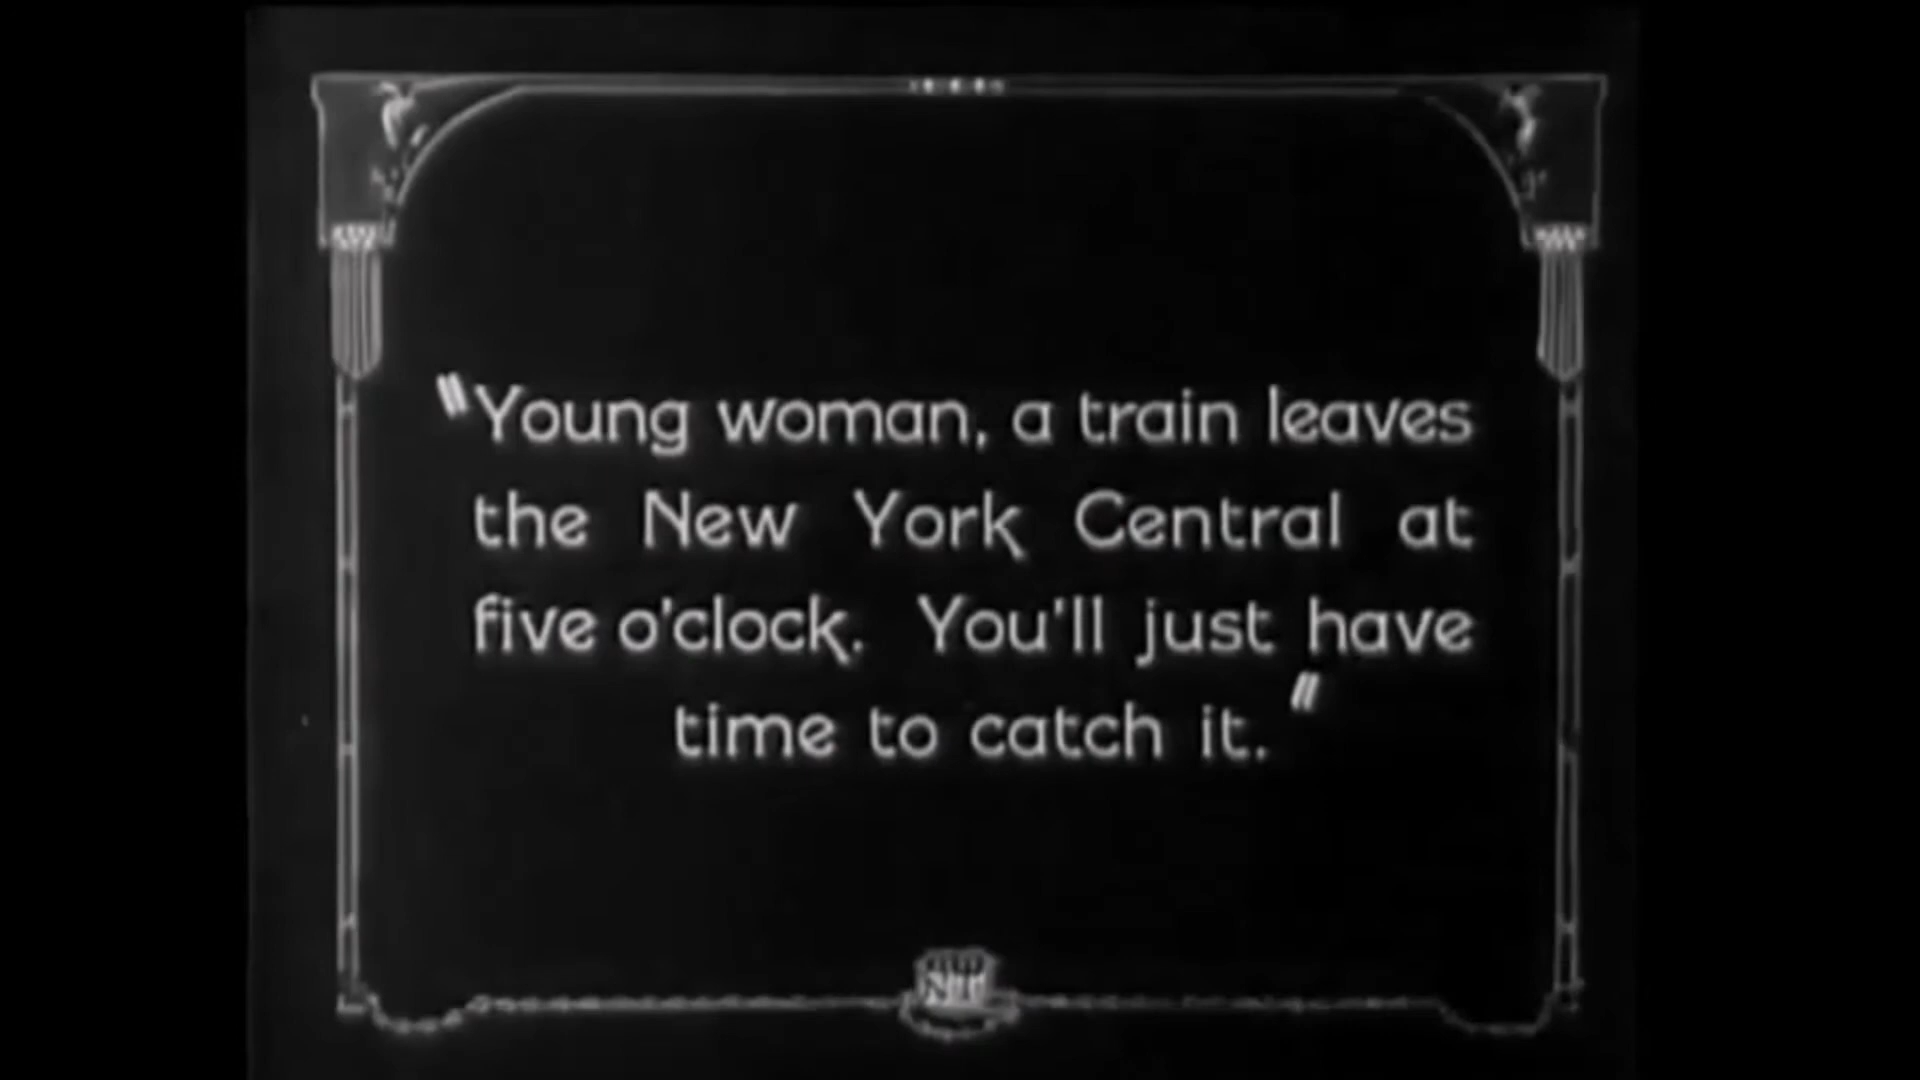 "Young woman, a train leaves
the New York Central at
five o'clock. You'll just have
time to catch it."
NT